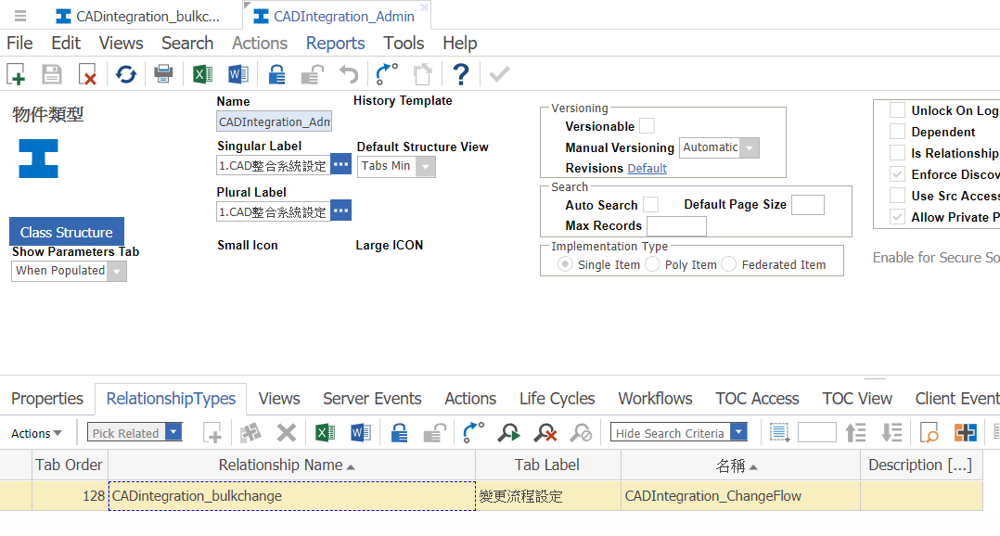 CADintegration_bulkc...
CADIntegration_Admin
File Edit Views Search Actions Reports Tools Help
物件類型
Name
CADIntegration_Adm
History Template
Singular Label
1.CAD整合系統設定
Default Structure View
Tabs Min
Plural Label
1.CAD整合系統設定
Class Structure
Show Parameters Tab
When Populated
Small Icon
Large ICON
Versioning
Versionable
Manual Versioning Automatic
Revisions Default
Search
Auto Search
Default Page Size
Max Records
Implementation Type
Single Item Poly Item Federated Item
Unlock On Log
Dependent
Is Relationship
Enforce Discov
Use Src Access
Allow Private P
Enable for Secure So
Properties RelationshipTypes Views Server Events Actions Life Cycles Workflows TOC Access TOC View Client Event
Actions Pick Related Hide Search Criteria
Tab Order Relationship Name Tab Label 名稱 Description [...]
128 CADintegration_bulkchange 變更流程設定 CADIntegration_ChangeFlow